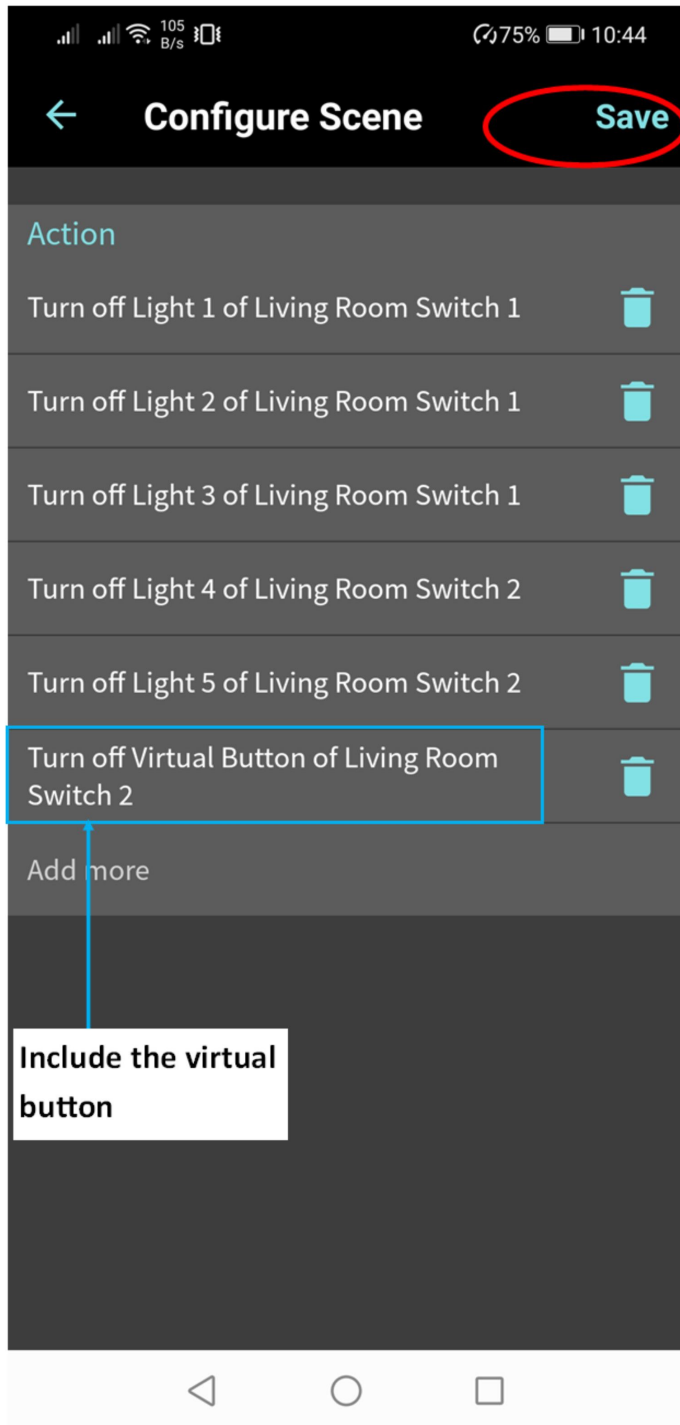 105
B/s
75%
10:44
Configure Scene
Save
Action
Turn off Light 1 of Living Room Switch 1
Turn off Light 2 of Living Room Switch 1
Turn off Light 3 of Living Room Switch 1
Turn off Light 4 of Living Room Switch 2
Turn off Light 5 of Living Room Switch 2
Turn off Virtual Button of Living Room
Switch 2
Add more
Include the virtual
button